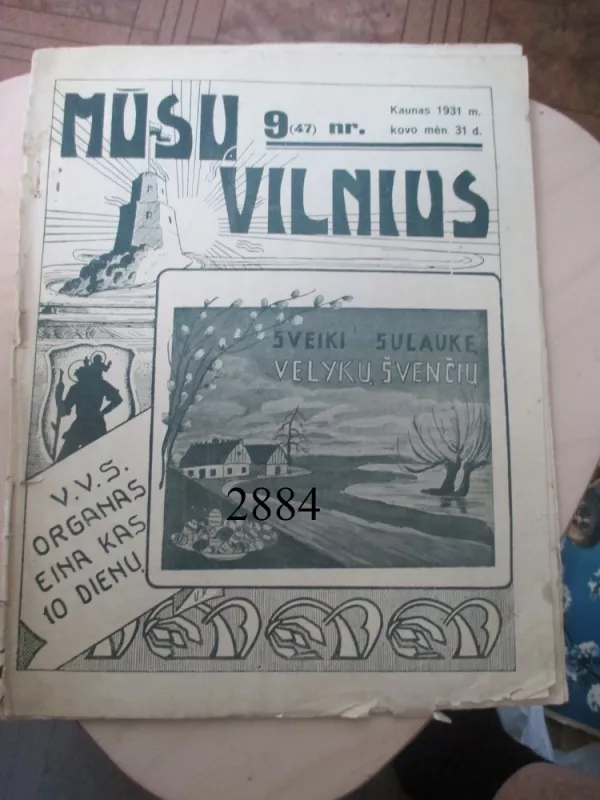 MŪSŲ
9(47) nr.
Kaunas 1931 m.
kovo mėn. 31 d.
VILNIUS
SVEIKI SULAUKĘ
VELYKŲ ŠVENČIŲ
2884
V.V.S.
ORGANAS
EINA KAS
10 DIENŲ.